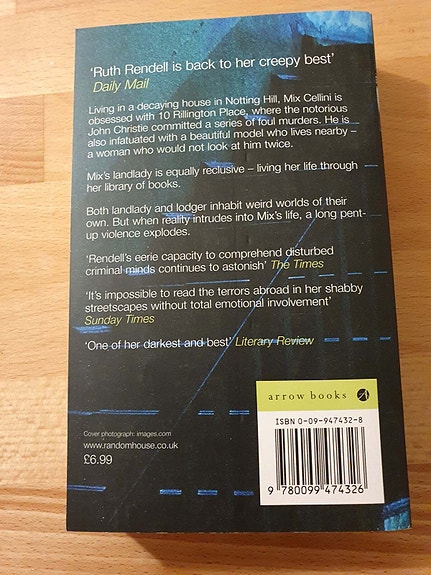 'Ruth Rendell is back to her creepy best'
Daily Mail
Living in a decaying house in Notting Hill, Mix Cellini is
obsessed with 10 Rillington Place, where the notorious
John Christie committed a series of foul murders. He is
also infatuated with a beautiful model who lives nearby –
a woman who would not look at him twice.
Mix's landlady is equally reclusive – living her life through
her library of books.
Both landlady and lodger inhabit weird worlds of their
own. But when reality intrudes into Mix's life, a long pent-
up violence explodes.
'Rendell's eerie capacity to comprehend disturbed
criminal minds continues to astonish' The Times
'It's impossible to read the terrors abroad in her shabby
streetscapes without total emotional involvement'
Sunday Times
'One of her darkest and best' Literary Review
arrow books
ISBN 0-09-947432-8
9 780099 474326
Cover photograph: images.com
www.randomhouse.co.uk
£6.99